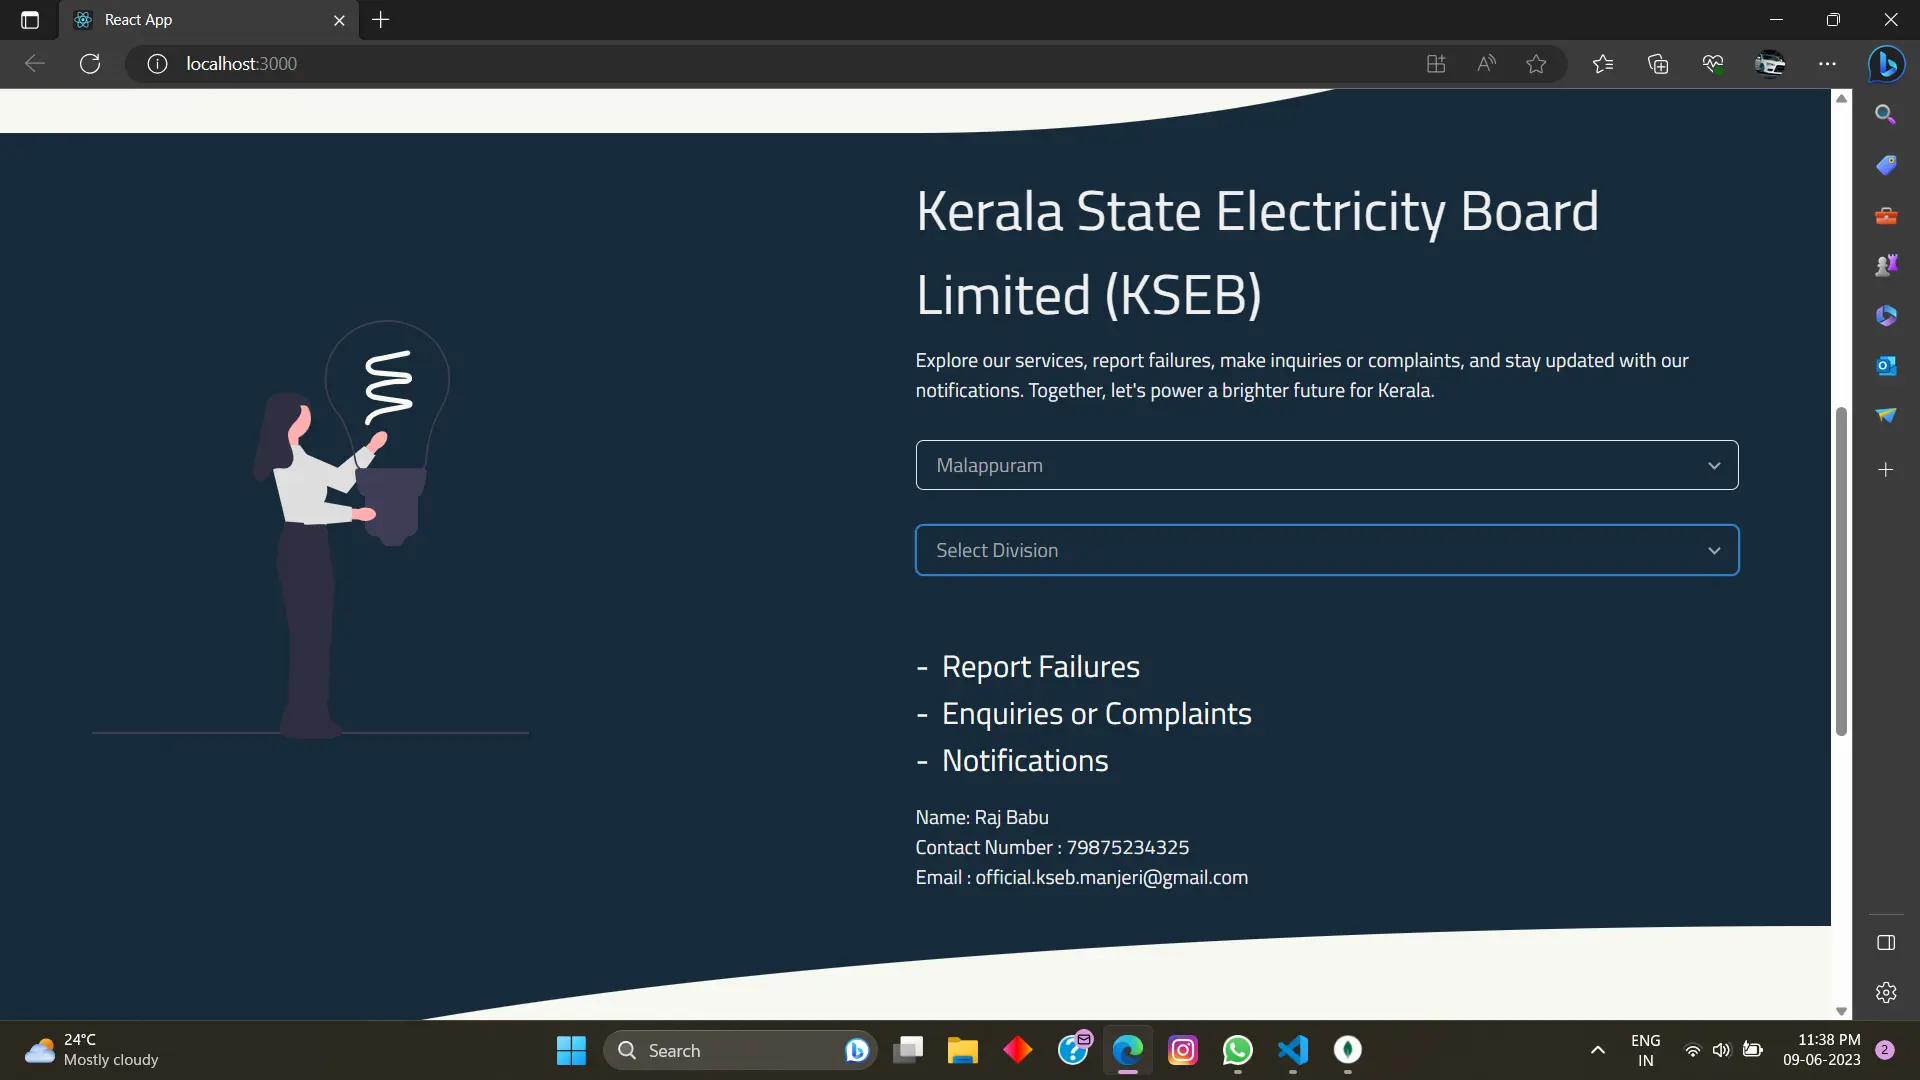 React App
localhost:3000
Kerala State Electricity Board
Limited (KSEB)
Explore our services, report failures, make inquiries or complaints, and stay updated with our
notifications. Together, let's power a brighter future for Kerala.
Malappuram
Select Division
- Report Failures
- Enquiries or Complaints
- Notifications
Name: Raj Babu
Contact Number : 79875234325
Email : official.kseb.manjeri@gmail.com
24°C
Mostly cloudy
Search
ENG
IN
11:38 PM
09-06-2023
2